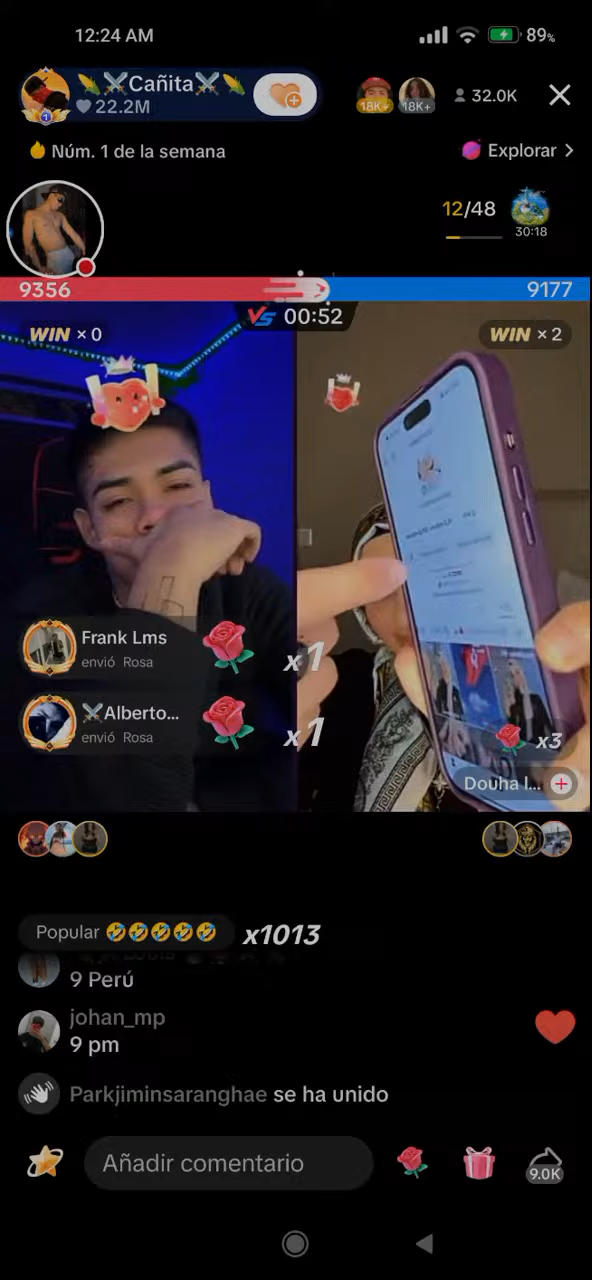 12:24 AM
89%
Cañita
22.2M
18K+
18K+
32.0K
Núm. 1 de la semana
Explorar
12/48
30:18
9356
9177
VS 00:52
WIN × 0
WIN × 2
Frank Lms
envió Rosa
x1
Alberto...
envió Rosa
x1
x3
Douha l...
Popular 🤣🤣🤣🤣🤣
x1013
9 Perú
johan_mp
9 pm
Parkjiminsaranghae se ha unido
Añadir comentario
9.0K